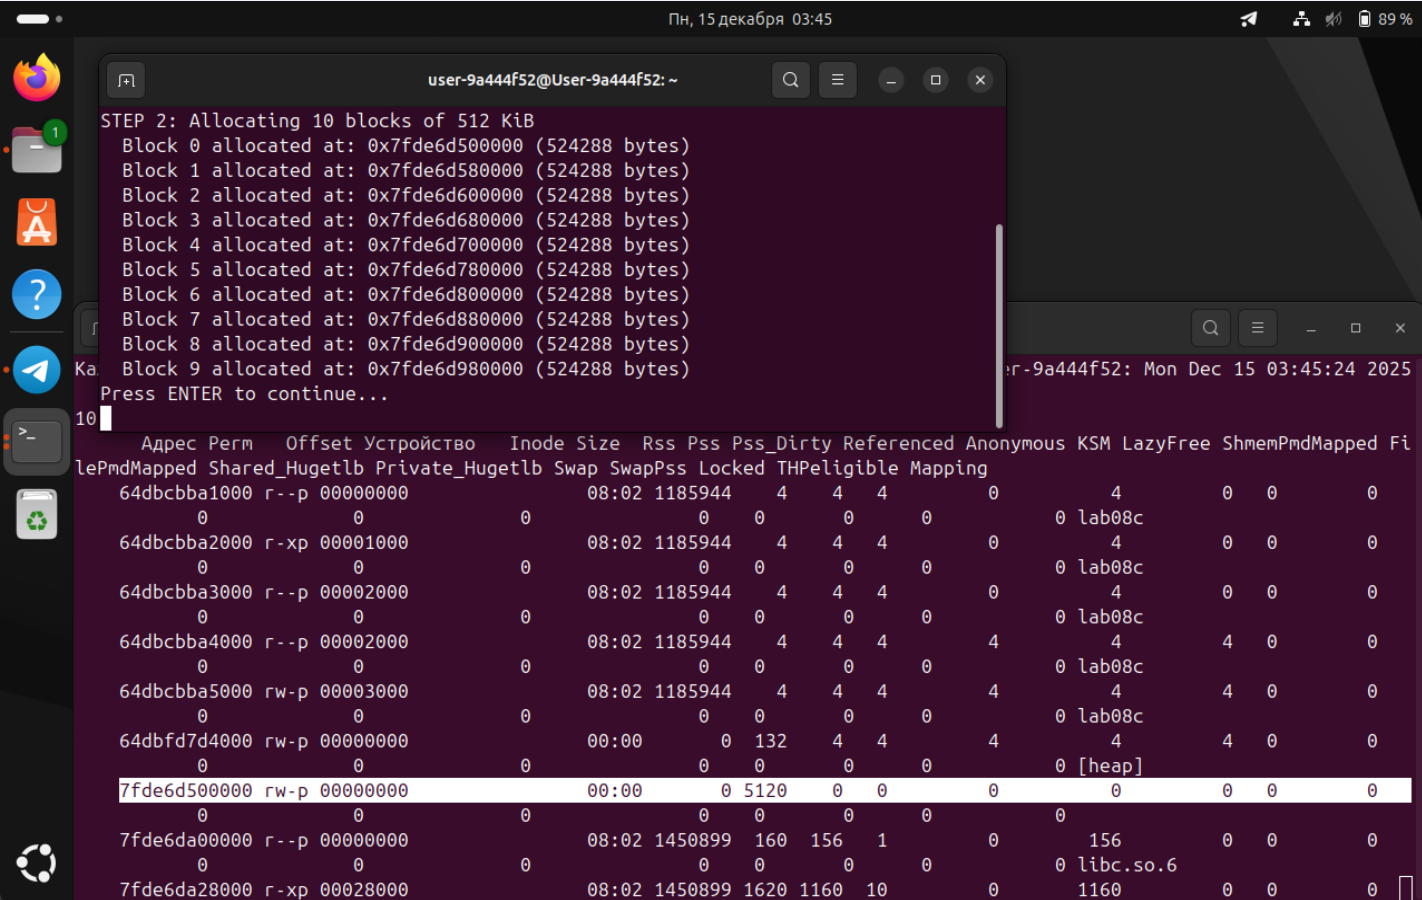 Пн, 15 декабря 03:45
89 %
1
user-9a444f52@User-9a444f52: ~
STEP 2: Allocating 10 blocks of 512 KiB
Block 0 allocated at: 0x7fde6d500000 (524288 bytes)
Block 1 allocated at: 0x7fde6d580000 (524288 bytes)
Block 2 allocated at: 0x7fde6d600000 (524288 bytes)
Block 3 allocated at: 0x7fde6d680000 (524288 bytes)
Block 4 allocated at: 0x7fde6d700000 (524288 bytes)
Block 5 allocated at: 0x7fde6d780000 (524288 bytes)
Block 6 allocated at: 0x7fde6d800000 (524288 bytes)
Block 7 allocated at: 0x7fde6d880000 (524288 bytes)
Block 8 allocated at: 0x7fde6d900000 (524288 bytes)
Block 9 allocated at: 0x7fde6d980000 (524288 bytes)
Press ENTER to continue...
Ка er-9a444f52: Mon Dec 15 03:45:24 2025
10
Адрес Perm Offset Устройство Inode Size Rss Pss Pss_Dirty Referenced Anonymous KSM LazyFree ShmemPmdMapped Fi
lePmdMapped Shared_Hugetlb Private_Hugetlb Swap SwapPss Locked THPeligible Mapping
64dbcbba1000 r--p 00000000 08:02 1185944 4 4 4 0 4 0 0 0
0 0 0 0 0 0 0 0 lab08c
64dbcbba2000 r-xp 00001000 08:02 1185944 4 4 4 0 4 0 0 0
0 0 0 0 0 0 0 0 lab08c
64dbcbba3000 r--p 00002000 08:02 1185944 4 4 4 0 4 0 0 0
0 0 0 0 0 0 0 0 lab08c
64dbcbba4000 r--p 00002000 08:02 1185944 4 4 4 4 4 4 0 0
0 0 0 0 0 0 0 0 lab08c
64dbcbba5000 rw-p 00003000 08:02 1185944 4 4 4 4 4 4 0 0
0 0 0 0 0 0 0 0 lab08c
64dbfd7d4000 rw-p 00000000 00:00 0 132 4 4 4 4 4 0 0
0 0 0 0 0 0 0 0 [heap]
7fde6d500000 rw-p 00000000 00:00 0 5120 0 0 0 0 0 0 0
0 0 0 0 0 0 0 0
7fde6da00000 r--p 00000000 08:02 1450899 160 156 1 0 156 0 0 0
0 0 0 0 0 0 0 0 libc.so.6
7fde6da28000 r-xp 00028000 08:02 1450899 1620 1160 10 0 1160 0 0 0